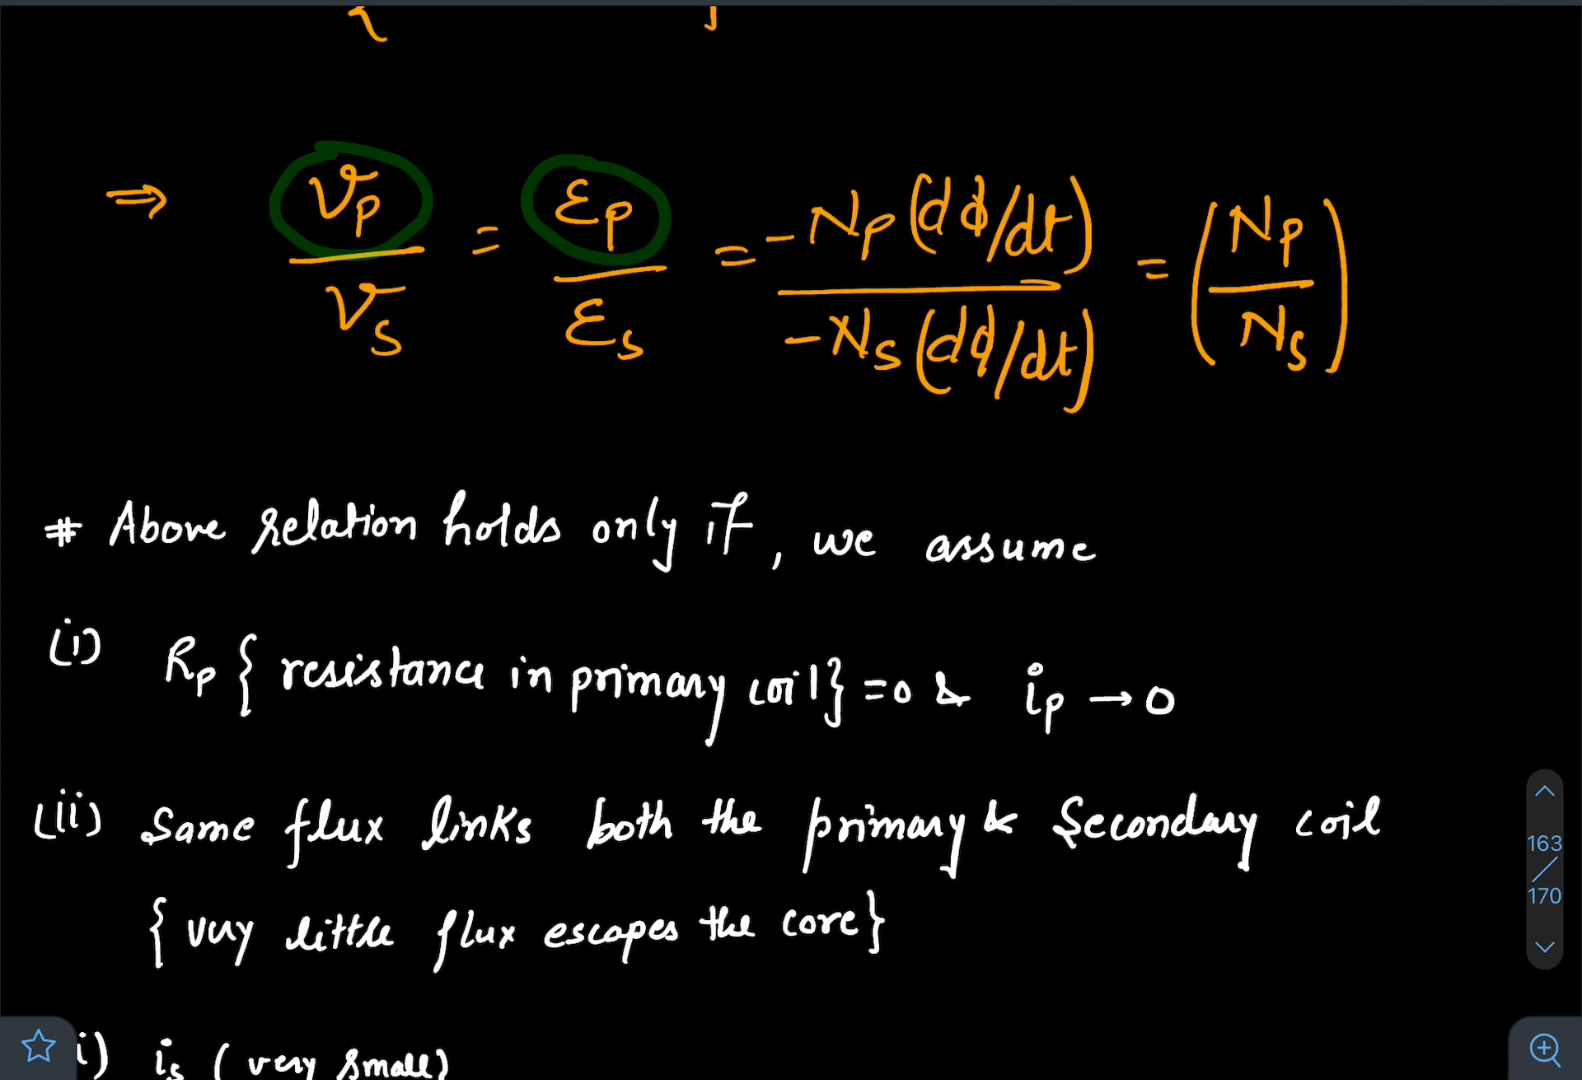 ⇒ Vp/Vs = εp/εs = -Np(dϕ/dt)/-Ns(dϕ/dt) = (Np/Ns)
# Above relation holds only if, we assume
(i) Rp { resistance in primary coil} = 0 & ip → 0
(ii) Same flux links both the primary & Secondary coil
{ very little flux escapes the core}
i) is ( very small)
163
/
170